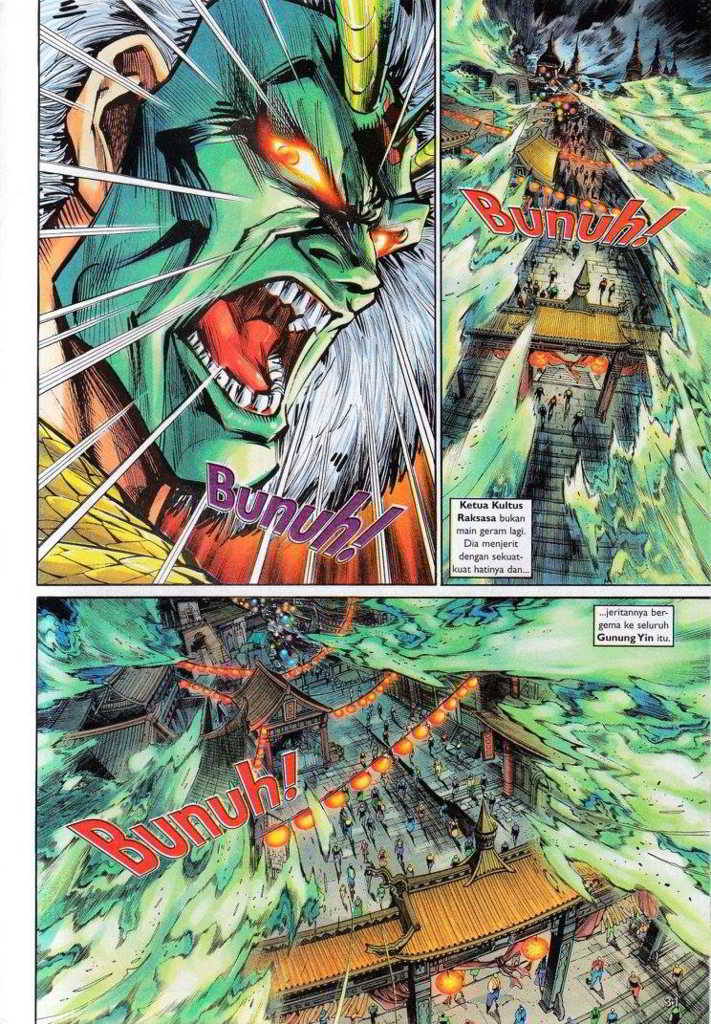 Bunuh!
Bunuh!
Ketua Kultus
Raksasa bukan
main geram lagi.
Dia menjerit
dengan sekuat-
kuat hatinya dan...
...jeritannya ber-
gema ke seluruh
Gunung Yin itu.
Bunuh!
31